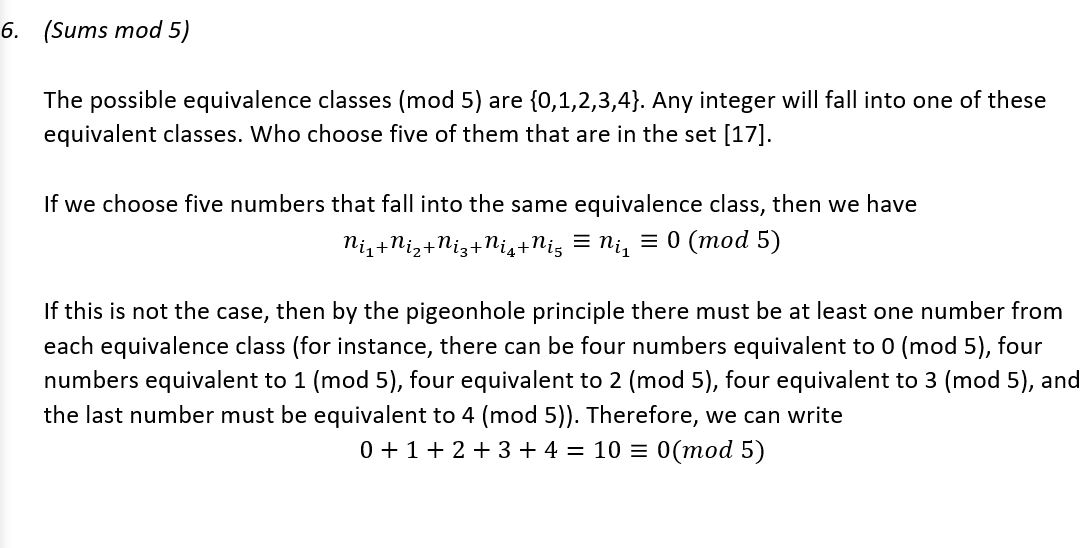 6. (Sums mod 5)
The possible equivalence classes (mod 5) are {0,1,2,3,4}. Any integer will fall into one of these
equivalent classes. Who choose five of them that are in the set [17].
If we choose five numbers that fall into the same equivalence class, then we have
n_{i_1}+n_{i_2}+n_{i_3}+n_{i_4}+n_{i_5} ≡ n_{i_1} ≡ 0 (mod 5)
If this is not the case, then by the pigeonhole principle there must be at least one number from
each equivalence class (for instance, there can be four numbers equivalent to 0 (mod 5), four
numbers equivalent to 1 (mod 5), four equivalent to 2 (mod 5), four equivalent to 3 (mod 5), and
the last number must be equivalent to 4 (mod 5)). Therefore, we can write
0 + 1 + 2 + 3 + 4 = 10 ≡ 0(mod 5)